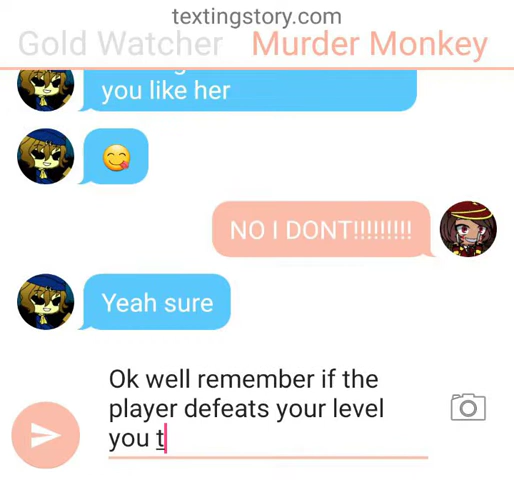 textingstory.com
Gold Watcher Murder Monkey
you like her
NO I DONT!!!!!!!!!
Yeah sure
Ok well remember if the
player defeats your level
you t